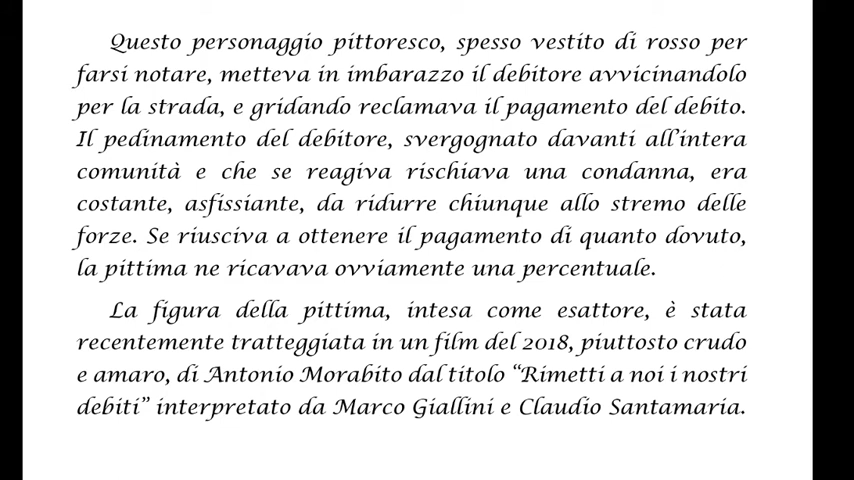 Questo personaggio pittoresco, spesso vestito di rosso per
farsi notare, metteva in imbarazzo il debitore avvicinandolo
per la strada, e gridando reclamava il pagamento del debito.
Il pedinamento del debitore, svergognato davanti all'intera
comunità e che se reagiva rischiava una condanna, era
costante, asfissiante, da ridurre chiunque allo stremo delle
forze. Se riusciva a ottenere il pagamento di quanto dovuto,
la pittima ne ricavava ovviamente una percentuale.
La figura della pittima, intesa come esattore, è stata
recentemente tratteggiata in un film del 2018, piuttosto crudo
e amaro, di Antonio Morabito dal titolo “Rimetti a noi i nostri
debiti” interpretato da Marco Giallini e Claudio Santamaria.